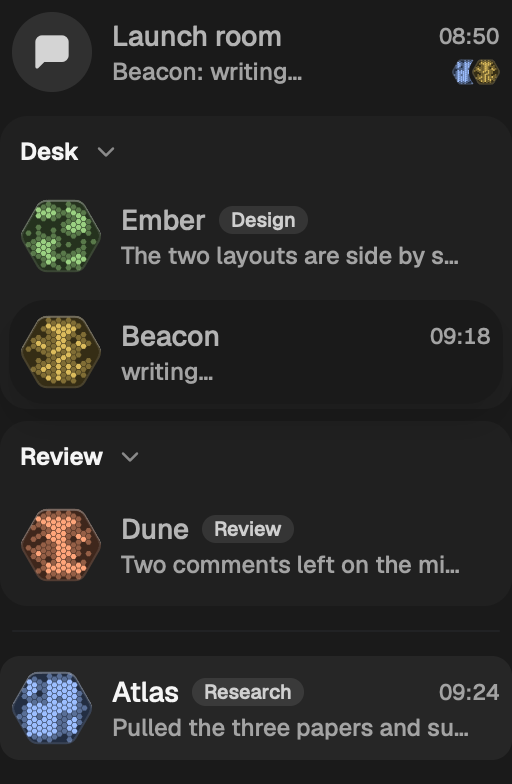 Launch room 08:50
Beacon: writing...
Desk
Ember Design
The two layouts are side by s...
Beacon 09:18
writing...
Review
Dune Review
Two comments left on the mi...
Atlas Research 09:24
Pulled the three papers and su...